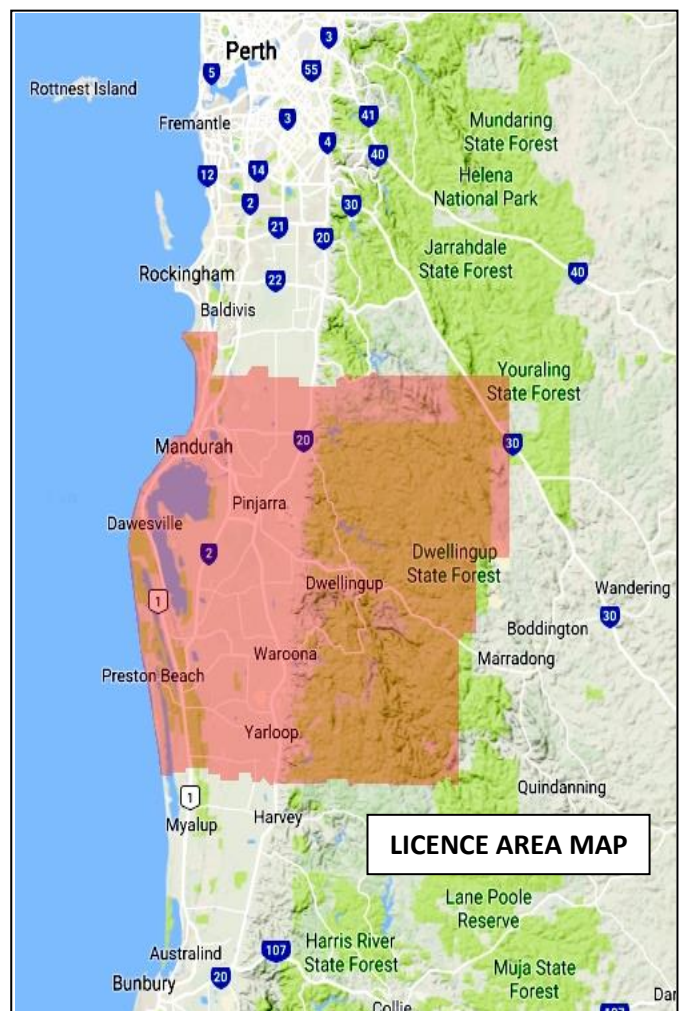 3
Perth
5
55
Rottnest Island
Fremantle
3
41
Mundaring
State Forest
4
40
12
14
Helena
National Park
2
30
21
20
Jarrahdale
State Forest
Rockingham
22
40
Baldivis
Youraling
State Forest
Mandurah
20
30
Pinjarra
Dawesville
2
Dwellingup
State Forest
Dwellingup
Wandering
1
30
Boddington
Waroona
Marradong
Preston Beach
Yarloop
Quindanning
1
Myalup
Harvey
LICENCE AREA MAP
Lane Poole
Reserve
Harris River
State Forest
107
Australind
20
Bunbury
Muja State
Forest
Collie
Dar
107